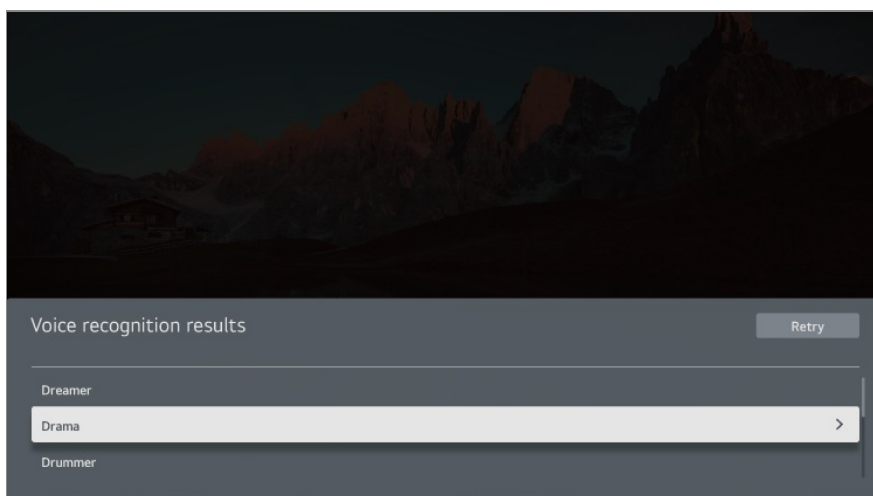 Voice recognition results
Retry
Dreamer
Drama
Drummer